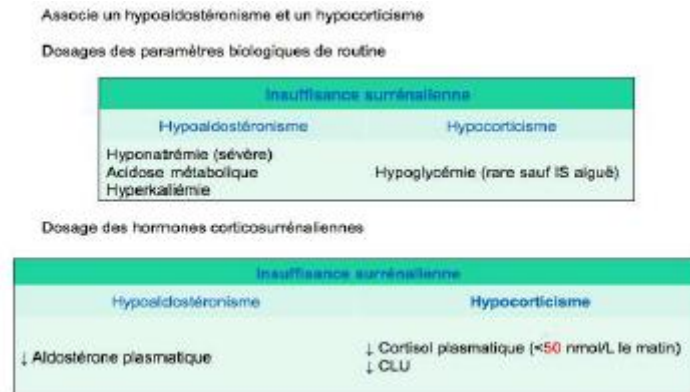 Associe un hypoaldostéronisme et un hypocorticisme
Dosages des paramètres biologiques de routine
Insuffisance surrénalienne
Hypoaldostéronisme
Hypocorticisme
Hyponatrémie (sévère)
Acidose métabolique
Hyperkaliémie
Hypoglycémie (rare sauf IS aiguë)
Dosage des hormones corticosurrénaliennes
Insuffisance surrénalienne
Hypoaldostéronisme
Hypocorticisme
↓ Aldostérone plasmatique
↓ Cortisol plasmatique (<50 nmol/L le matin)
↓ CLU